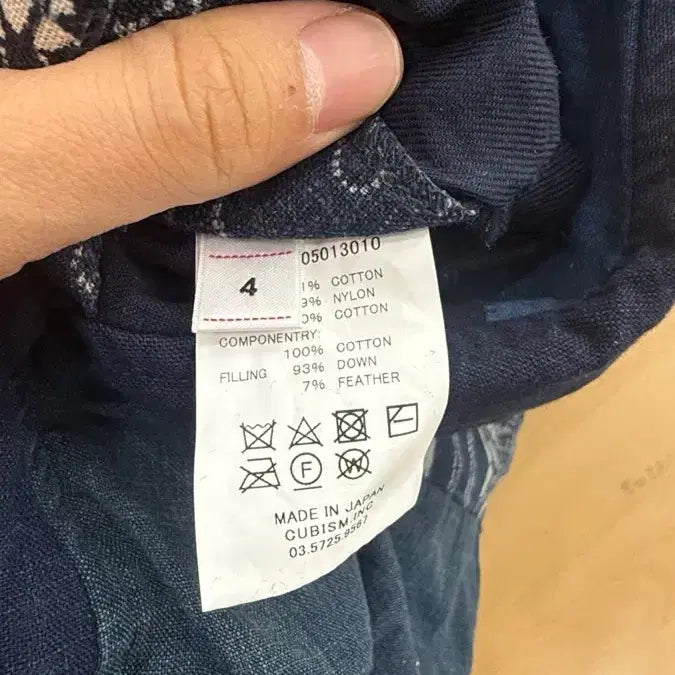 4
05013010
% COTTON
% NYLON
% COTTON
COMPONENTRY:
100% COTTON
FILLING 93% DOWN
7% FEATHER
F
W
MADE IN JAPAN
CUBISM.INC
03.5725.9567